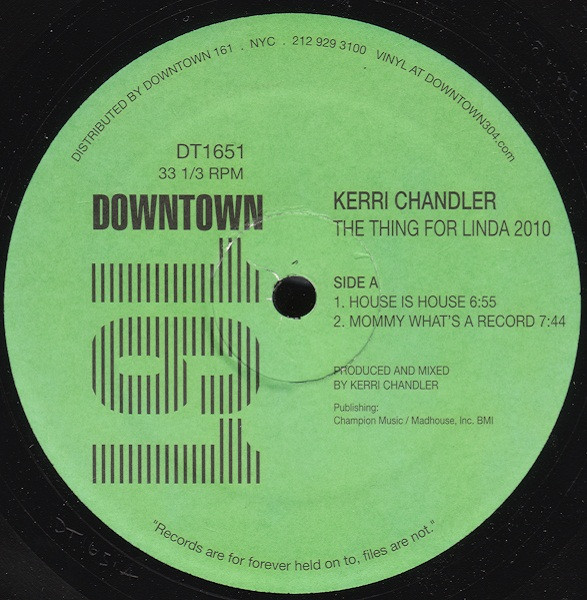 DISTRIBUTED BY DOWNTOWN 161 . NYC . 212 929 3100 VINYL AT DOWNTOWN304.com
DT1651
33 1/3 RPM
DOWNTOWN
161
KERRI CHANDLER
THE THING FOR LINDA 2010
SIDE A
1. HOUSE IS HOUSE 6:55
2. MOMMY WHAT'S A RECORD 7:44
PRODUCED AND MIXED
BY KERRI CHANDLER
Publishing:
Champion Music / Madhouse, Inc. BMI
"Records are for forever held on to, files are not."